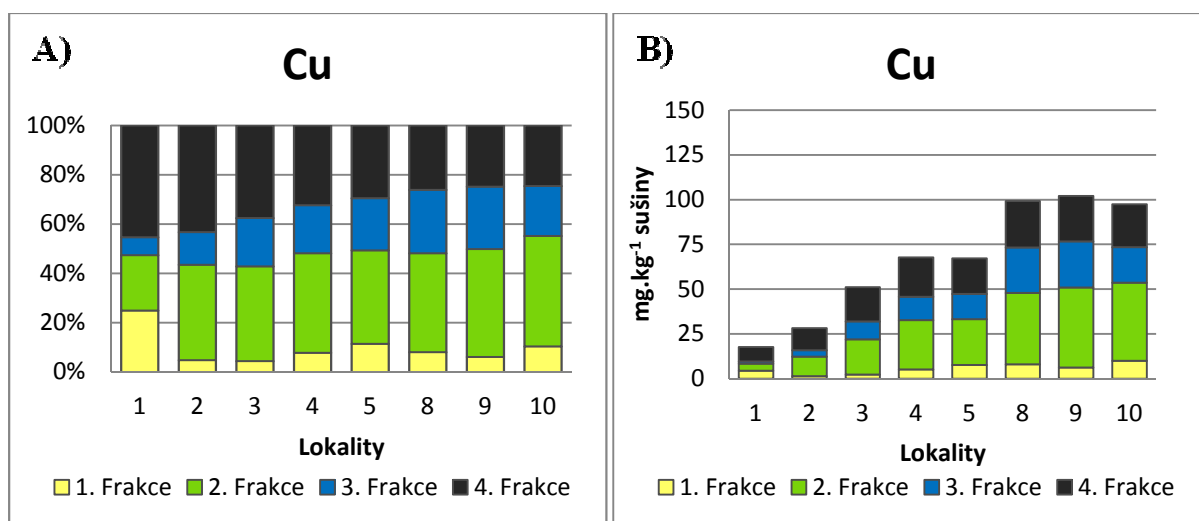 A)
Cu
100%
80%
60%
40%
20%
0%
1 2 3 4 5 8 9 10
Lokality
1. Frakce 2. Frakce 3. Frakce 4. Frakce
B)
Cu
mg.kg⁻¹ sušiny
150
125
100
75
50
25
0
1 2 3 4 5 8 9 10
Lokality
1. Frakce 2. Frakce 3. Frakce 4. Frakce